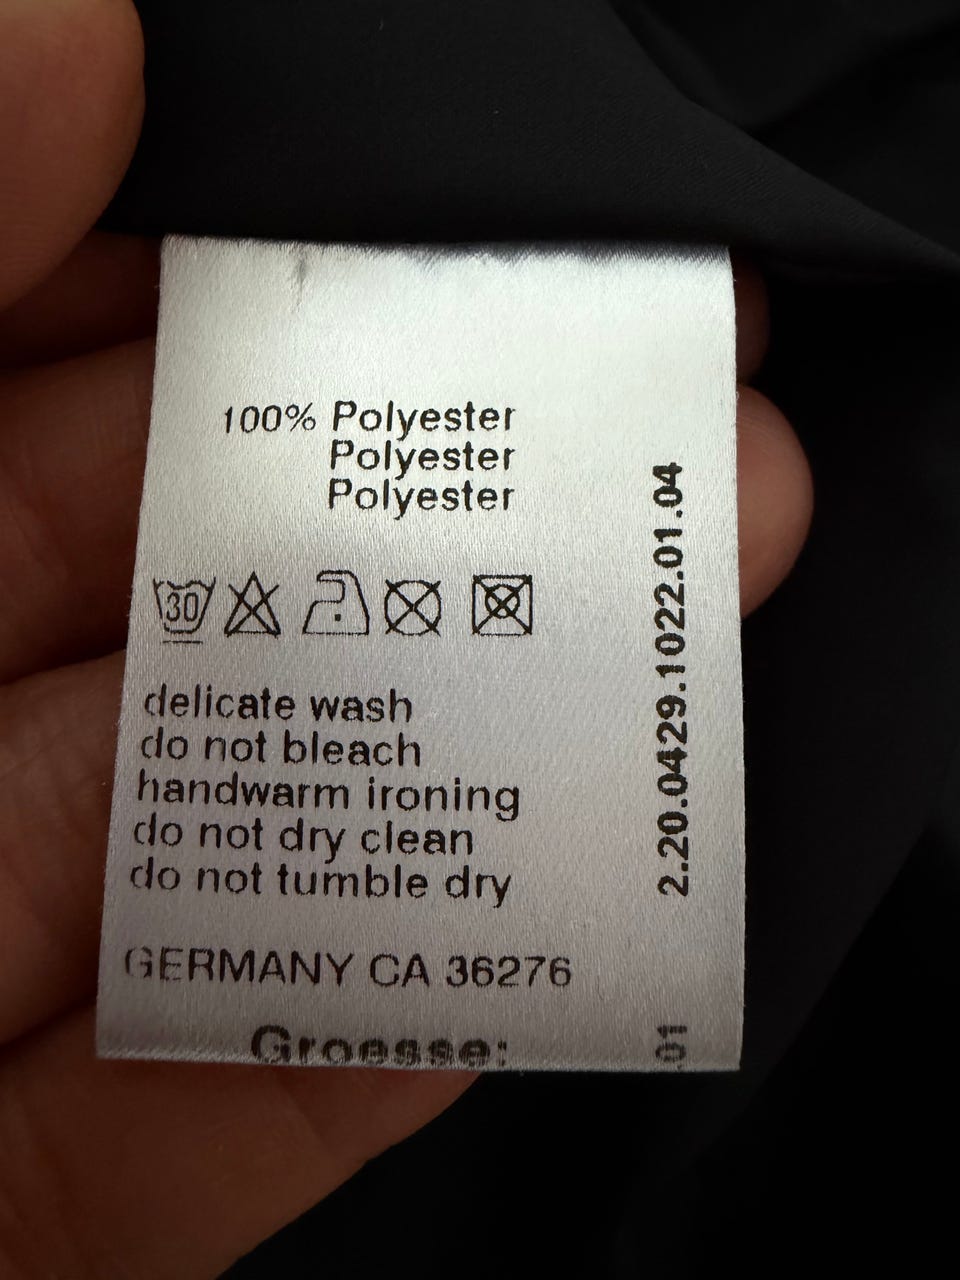 100% Polyester
Polyester
Polyester
30
delicate wash
do not bleach
handwarm ironing
do not dry clean
do not tumble dry
GERMANY CA 36276
Groesse:
2.20.0429.1022.01.04
01